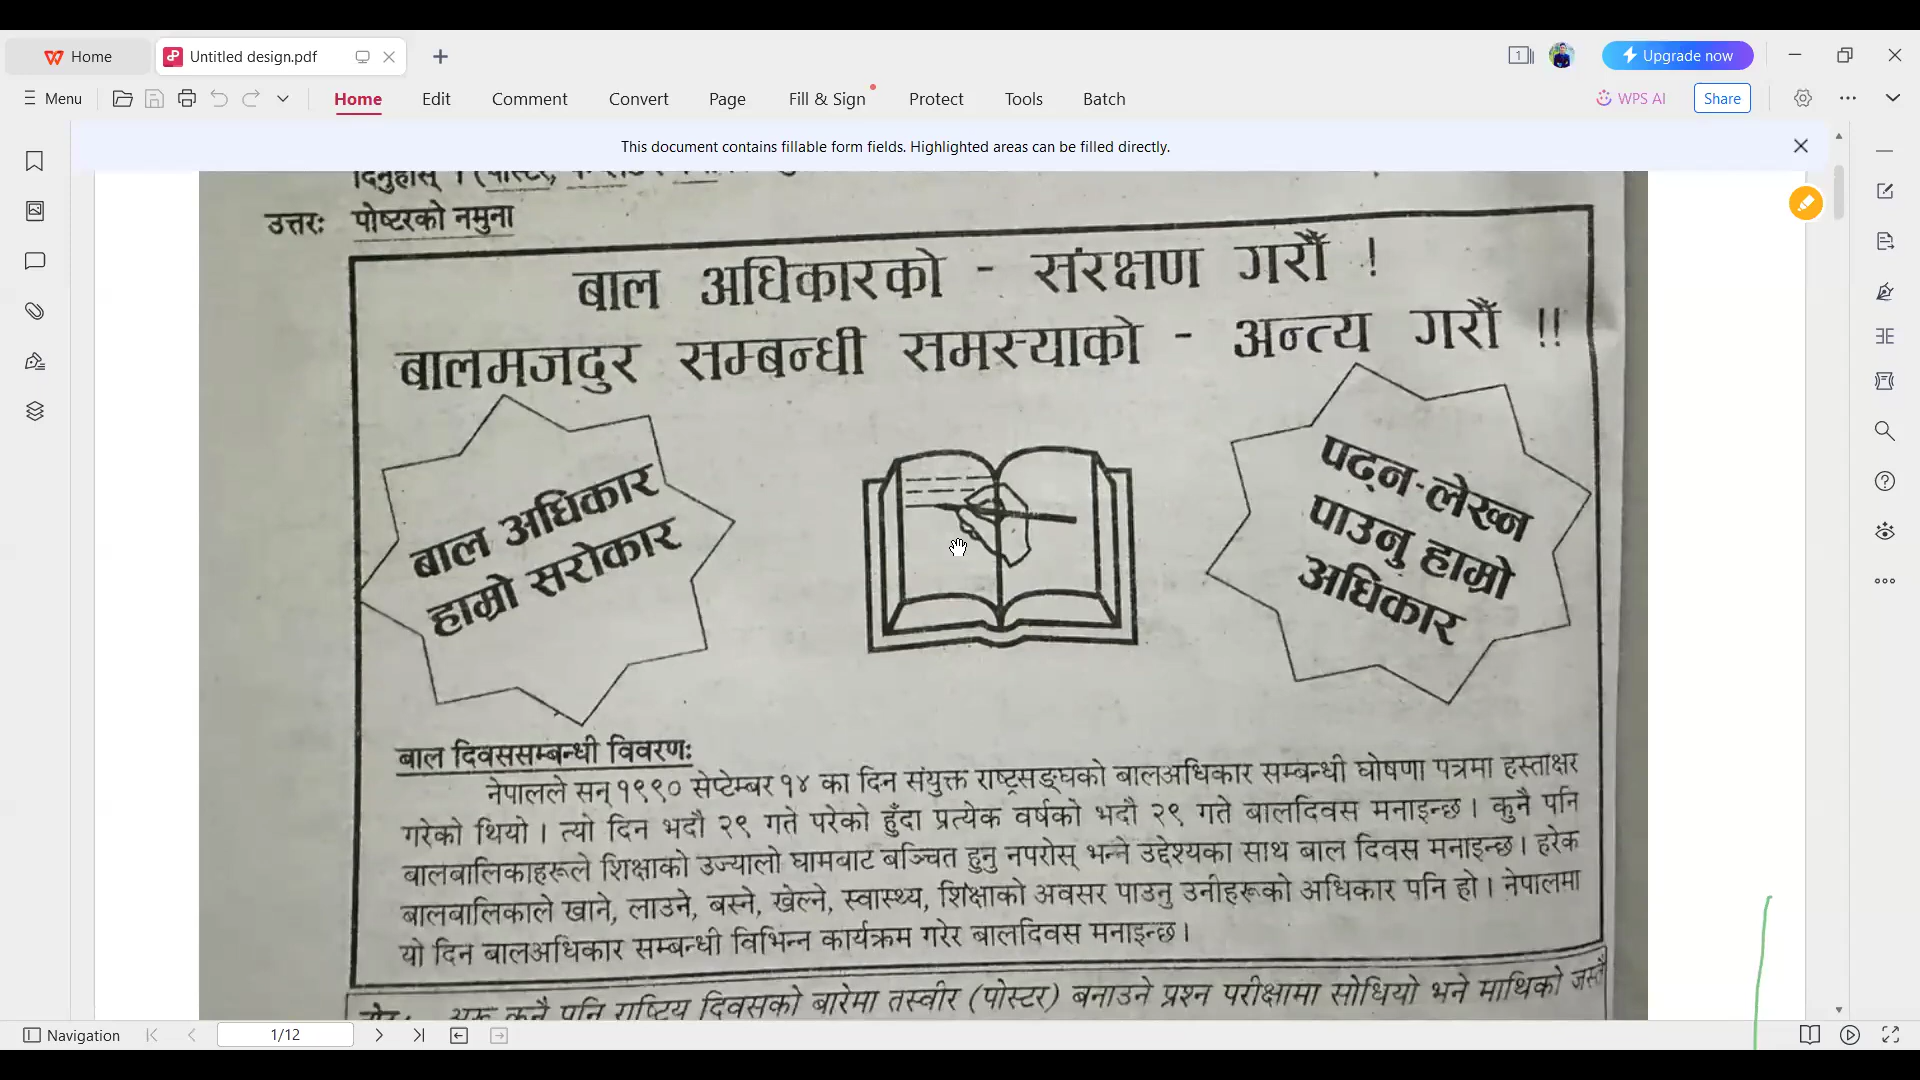 Home
Untitled design.pdf
1
Upgrade now
Menu
Home
Edit
Comment
Convert
Page
Fill & Sign
Protect
Tools
Batch
WPS AI
Share
This document contains fillable form fields. Highlighted areas can be filled directly.
दिनुहोस् । (पोस्टर,
उत्तरः पोष्टरको नमुना
बाल अधिकारको - संरक्षण गरौँ !
बालमजदुर सम्बन्धी समस्याको - अन्त्य गरौँ !!
बाल अधिकार
हाम्रो सरोकार
पढ्न-लेख्न
पाउनु हाम्रो
अधिकार
बाल दिवससम्बन्धी विवरणः
नेपालले सन् १९९० सेप्टेम्बर १४ का दिन संयुक्त राष्ट्रसङ्घको बालअधिकार सम्बन्धी घोषणा पत्रमा हस्ताक्षर
गरेको थियो । त्यो दिन भदौ २९ गते परेको हुँदा प्रत्येक वर्षको भदौ २९ गते बालदिवस मनाइन्छ । कुनै पनि
बालबालिकाहरूले शिक्षाको उज्यालो घामबाट बञ्चित हुनु नपरोस् भन्ने उद्देश्यका साथ बाल दिवस मनाइन्छ । हरेक
बालबालिकाले खाने, लाउने, बस्ने, खेल्ने, स्वास्थ्य, शिक्षाको अवसर पाउनु उनीहरूको अधिकार पनि हो । नेपालमा
यो दिन बालअधिकार सम्बन्धी विभिन्न कार्यक्रम गरेर बालदिवस मनाइन्छ ।
अरू कुनै पनि राष्ट्रिय दिवसको बारेमा तस्वीर (पोस्टर) बनाउने प्रश्न परीक्षामा सोधियो भने माथिको जस्तै
Navigation
1/12